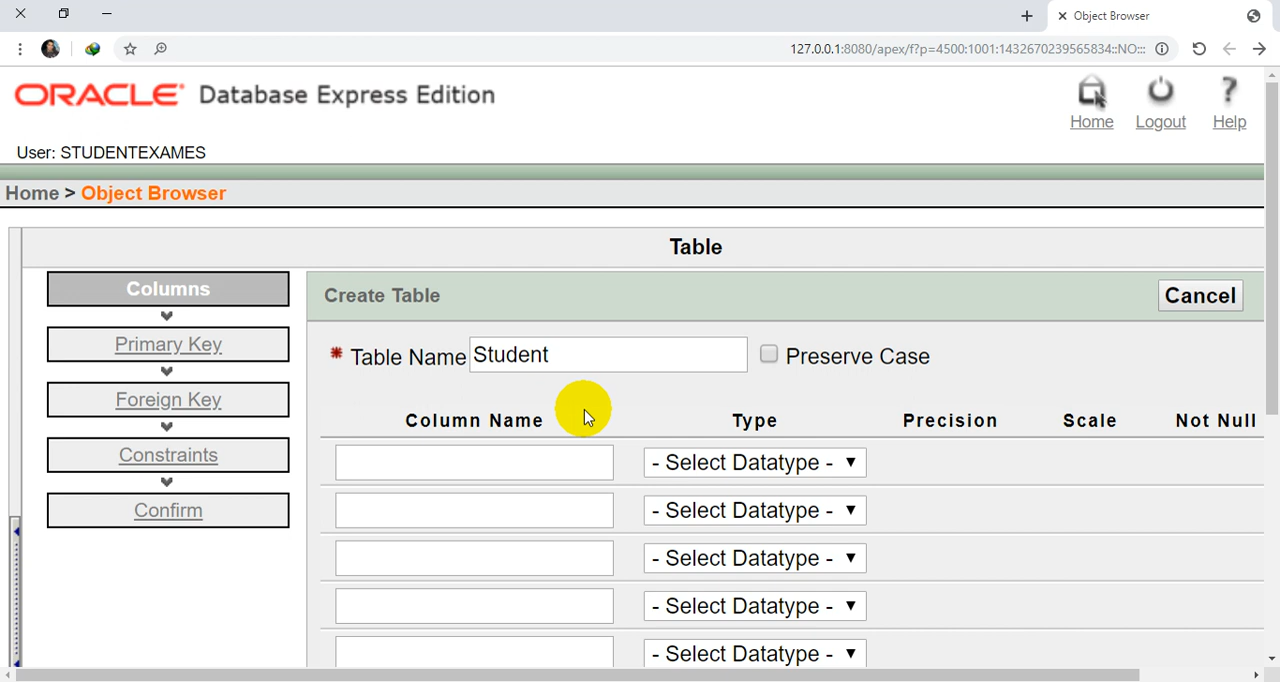 Object Browser
127.0.0.1:8080/apex/f?p=4500:1001:1432670239565834::NO:::
ORACLE Database Express Edition
Home Logout Help
User: STUDENTEXAMES
Home > Object Browser
Table
Columns
Primary Key
Foreign Key
Constraints
Confirm
Create Table Cancel
* Table Name Student Preserve Case
Column Name Type Precision Scale Not Null
- Select Datatype -
- Select Datatype -
- Select Datatype -
- Select Datatype -
- Select Datatype -